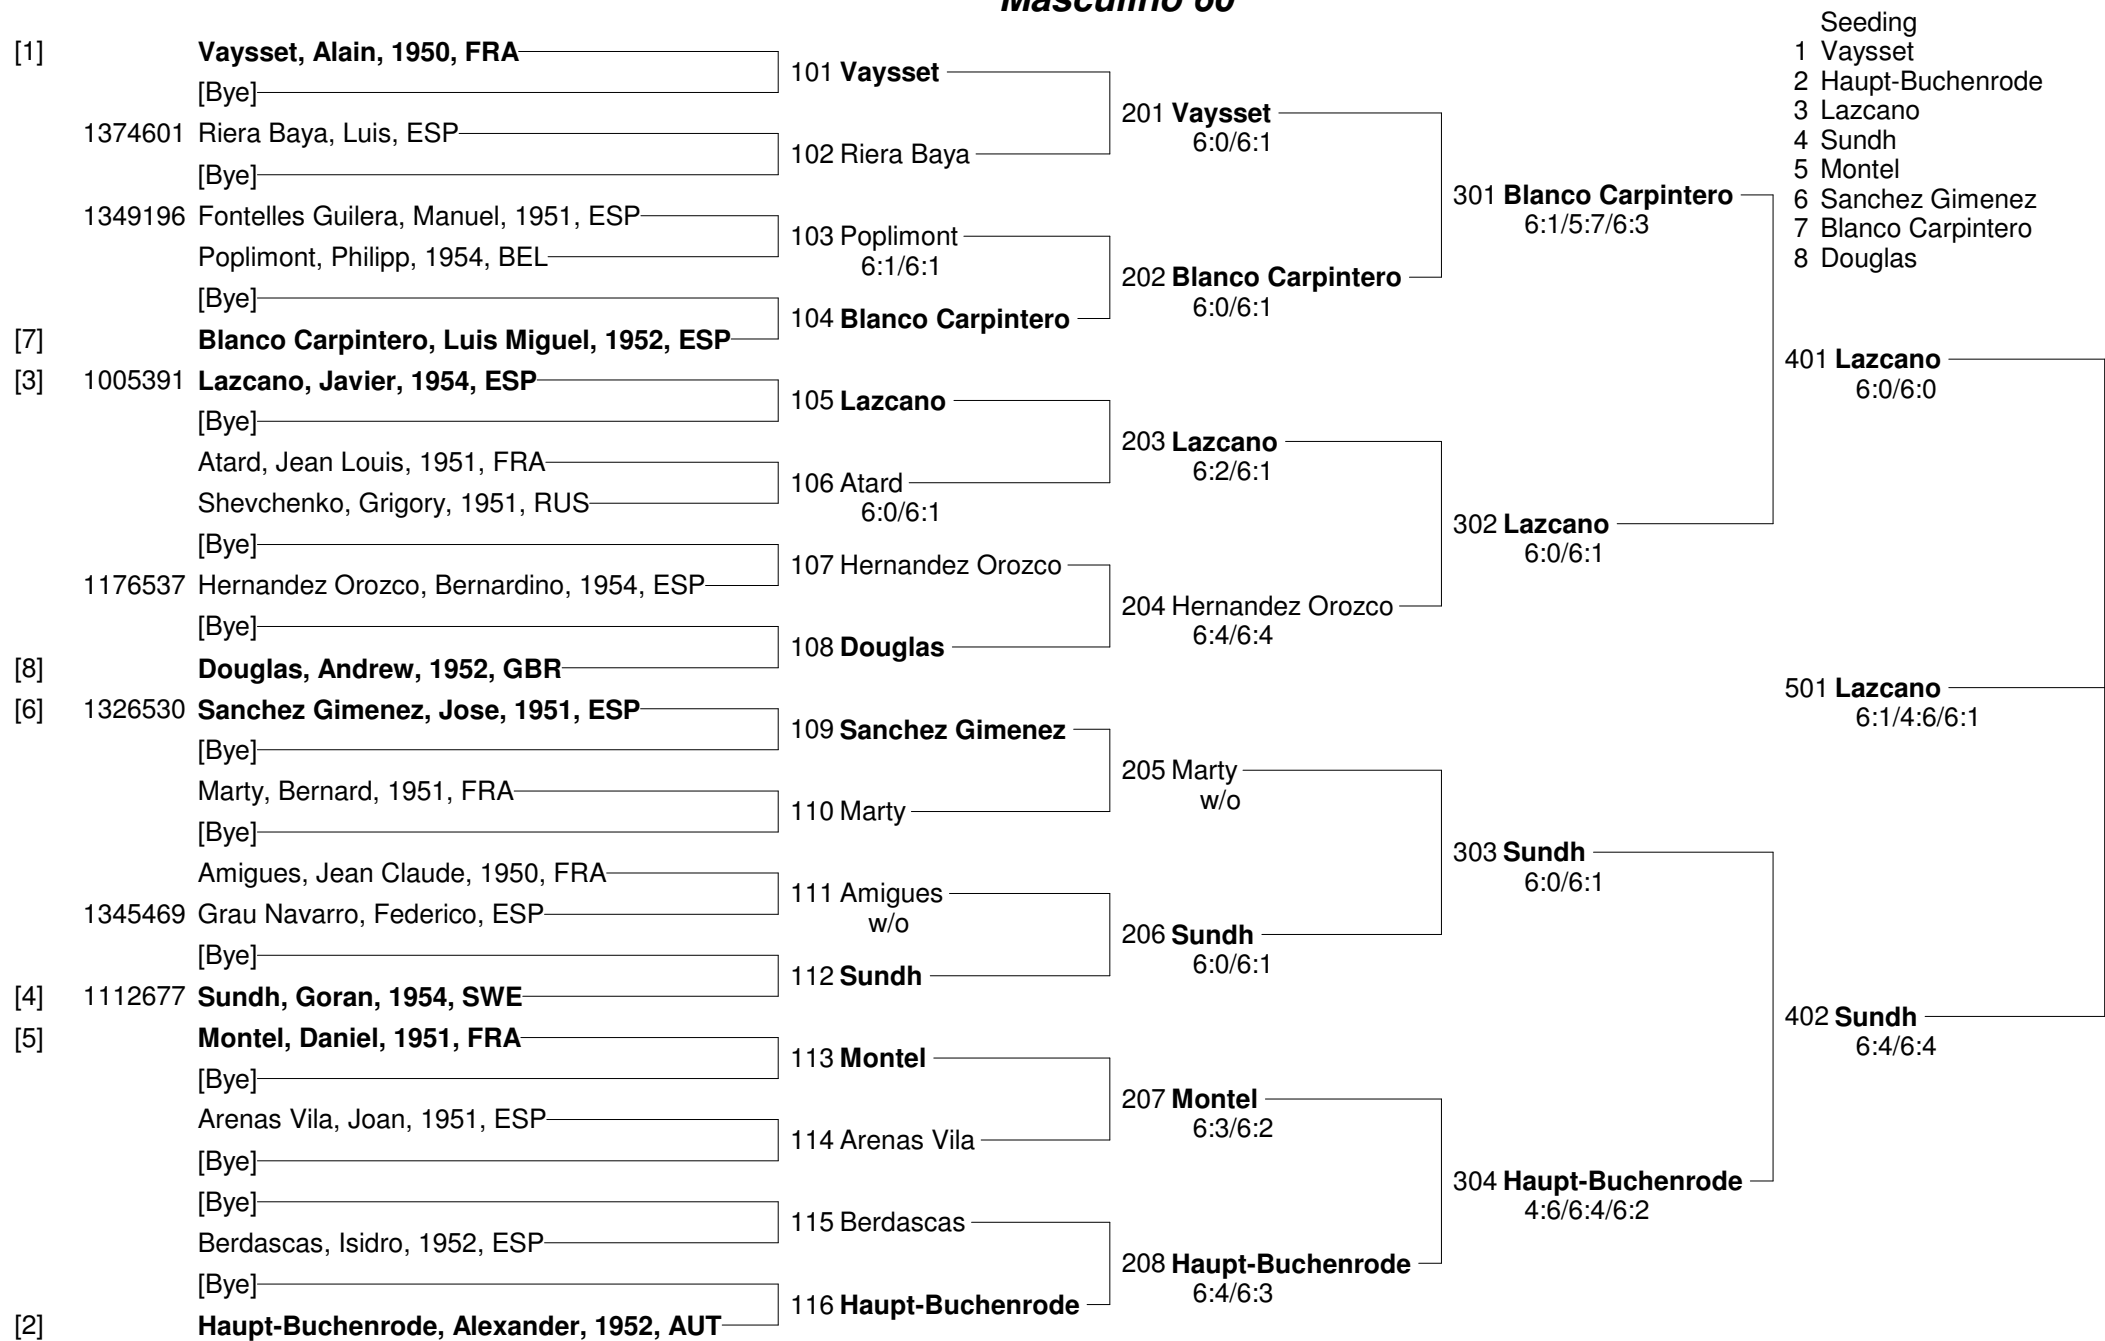 Masculino 60
Seeding
1 Vaysset
2 Haupt-Buchenrode
3 Lazcano
4 Sundh
5 Montel
6 Sanchez Gimenez
7 Blanco Carpintero
8 Douglas
[1] Vaysset, Alain, 1950, FRA
[Bye]
1374601 Riera Baya, Luis, ESP
[Bye]
1349196 Fontelles Guilera, Manuel, 1951, ESP
Poplimont, Philipp, 1954, BEL
[Bye]
[7] Blanco Carpintero, Luis Miguel, 1952, ESP
[3] 1005391 Lazcano, Javier, 1954, ESP
[Bye]
Atard, Jean Louis, 1951, FRA
Shevchenko, Grigory, 1951, RUS
[Bye]
1176537 Hernandez Orozco, Bernardino, 1954, ESP
[Bye]
[8] Douglas, Andrew, 1952, GBR
[6] 1326530 Sanchez Gimenez, Jose, 1951, ESP
[Bye]
Marty, Bernard, 1951, FRA
[Bye]
Amigues, Jean Claude, 1950, FRA
1345469 Grau Navarro, Federico, ESP
[Bye]
[4] 1112677 Sundh, Goran, 1954, SWE
[5] Montel, Daniel, 1951, FRA
[Bye]
Arenas Vila, Joan, 1951, ESP
[Bye]
[Bye]
Berdascas, Isidro, 1952, ESP
[Bye]
[2] Haupt-Buchenrode, Alexander, 1952, AUT
101 Vaysset
102 Riera Baya
103 Poplimont
6:1/6:1
104 Blanco Carpintero
105 Lazcano
106 Atard
6:0/6:1
107 Hernandez Orozco
108 Douglas
109 Sanchez Gimenez
110 Marty
111 Amigues
w/o
112 Sundh
113 Montel
114 Arenas Vila
115 Berdascas
116 Haupt-Buchenrode
201 Vaysset
6:0/6:1
202 Blanco Carpintero
6:0/6:1
203 Lazcano
6:2/6:1
204 Hernandez Orozco
6:4/6:4
205 Marty
w/o
206 Sundh
6:0/6:1
207 Montel
6:3/6:2
208 Haupt-Buchenrode
6:4/6:3
301 Blanco Carpintero
6:1/5:7/6:3
302 Lazcano
6:0/6:1
303 Sundh
6:0/6:1
304 Haupt-Buchenrode
4:6/6:4/6:2
401 Lazcano
6:0/6:0
501 Lazcano
6:1/4:6/6:1
402 Sundh
6:4/6:4